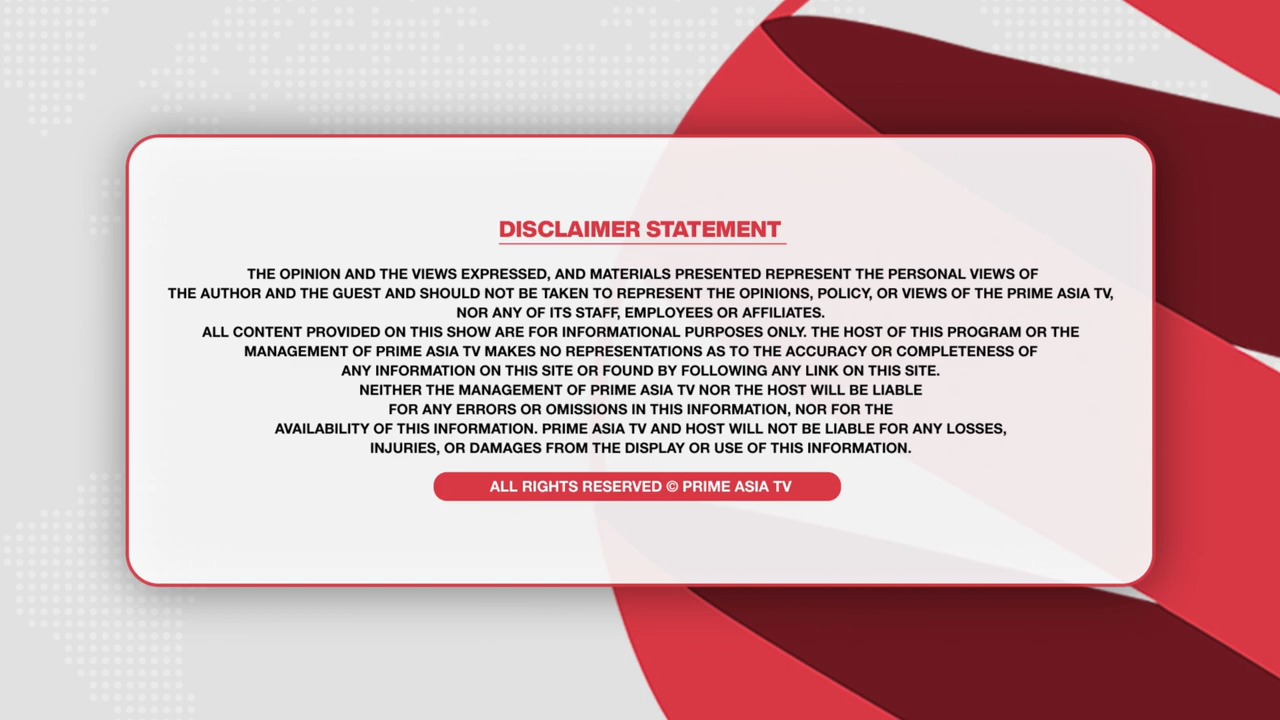 DISCLAIMER STATEMENT
THE OPINION AND THE VIEWS EXPRESSED, AND MATERIALS PRESENTED REPRESENT THE PERSONAL VIEWS OF
THE AUTHOR AND THE GUEST AND SHOULD NOT BE TAKEN TO REPRESENT THE OPINIONS, POLICY, OR VIEWS OF THE PRIME ASIA TV,
NOR ANY OF ITS STAFF, EMPLOYEES OR AFFILIATES.
ALL CONTENT PROVIDED ON THIS SHOW ARE FOR INFORMATIONAL PURPOSES ONLY. THE HOST OF THIS PROGRAM OR THE
MANAGEMENT OF PRIME ASIA TV MAKES NO REPRESENTATIONS AS TO THE ACCURACY OR COMPLETENESS OF
ANY INFORMATION ON THIS SITE OR FOUND BY FOLLOWING ANY LINK ON THIS SITE.
NEITHER THE MANAGEMENT OF PRIME ASIA TV NOR THE HOST WILL BE LIABLE
FOR ANY ERRORS OR OMISSIONS IN THIS INFORMATION, NOR FOR THE
AVAILABILITY OF THIS INFORMATION. PRIME ASIA TV AND HOST WILL NOT BE LIABLE FOR ANY LOSSES,
INJURIES, OR DAMAGES FROM THE DISPLAY OR USE OF THIS INFORMATION.
ALL RIGHTS RESERVED © PRIME ASIA TV